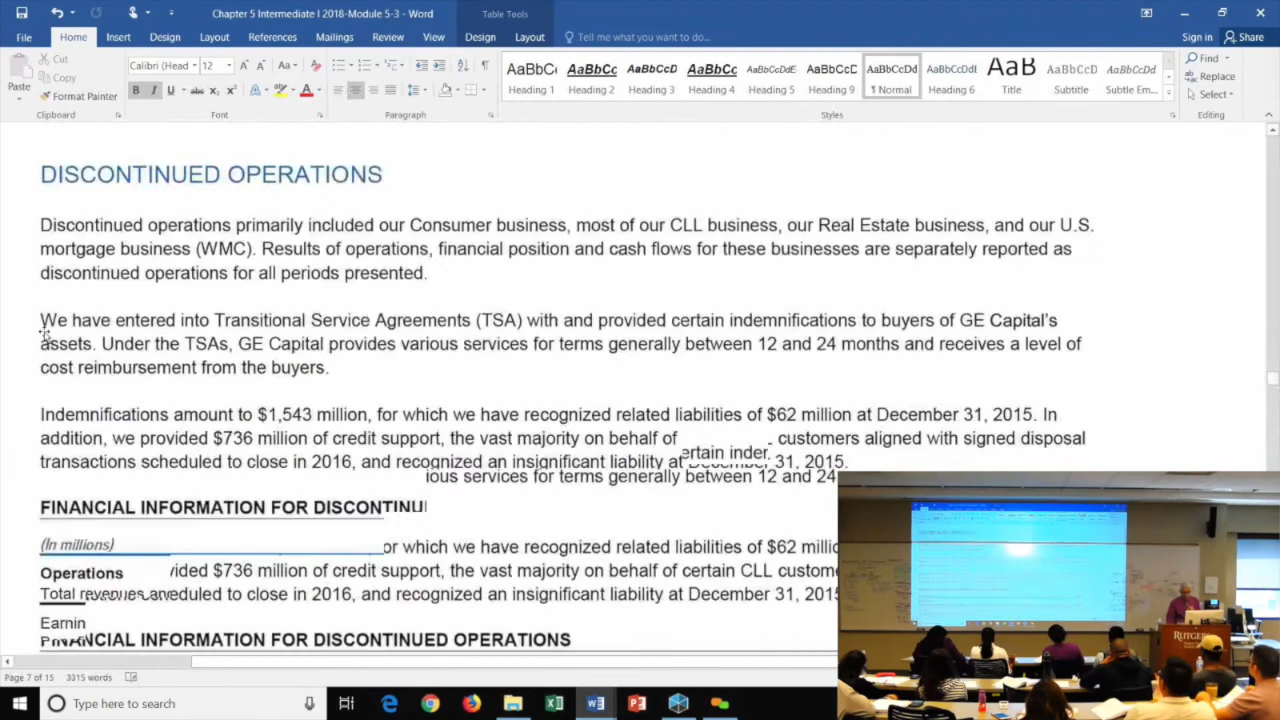 Chapter 5 Intermediate I 2018-Module 5-3 - Word
Table Tools
File Home Insert Design Layout References Mailings Review View Design Layout Tell me what you want to do... Sign in Share
Paste
Cut
Copy
Format Painter
Calibri (Head 12
AaBbC AaBbCc AaBbCcD AaBbCc AaBbCcDdE AaBbCcD AaBbCcDd AaBbCcDdE AaB AaBbCcD AaBbCcDd
Heading 1 Heading 2 Heading 3 Heading 4 Heading 5 Heading 9 ¶ Normal Heading 6 Title Subtitle Subtle Em...
Find
Replace
Select
Clipboard Font Paragraph Styles Editing
DISCONTINUED OPERATIONS
Discontinued operations primarily included our Consumer business, most of our CLL business, our Real Estate business, and our U.S.
mortgage business (WMC). Results of operations, financial position and cash flows for these businesses are separately reported as
discontinued operations for all periods presented.
We have entered into Transitional Service Agreements (TSA) with and provided certain indemnifications to buyers of GE Capital's
assets. Under the TSAs, GE Capital provides various services for terms generally between 12 and 24 months and receives a level of
cost reimbursement from the buyers.
Indemnifications amount to $1,543 million, for which we have recognized related liabilities of $62 million at December 31, 2015. In
addition, we provided $736 million of credit support, the vast majority on behalf of customers aligned with signed disposal
ertain inder
transactions scheduled to close in 2016, and recognized an insignificant liability at December 31, 2015.
ious services for terms generally between 12 and 24
FINANCIAL INFORMATION FOR DISCONTINU
(In millions) or which we have recognized related liabilities of $62 millio
Operations vided $736 million of credit support, the vast majority on behalf of certain CLL custome
Total revenues and eduled to close in 2016, and recognized an insignificant liability at December 31, 2015
Earnin
NCIAL INFORMATION FOR DISCONTINUED OPERATIONS
RUTGERS
Page 7 of 15 3315 words
Type here to search